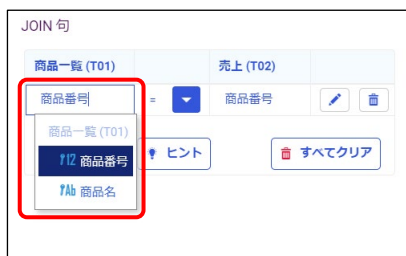 JOIN 句
商品一覧 (T01) 売上 (T02)
商品番号 = 商品番号
商品一覧 (T01)
12 商品番号
Ab 商品名
ヒント すべてクリア